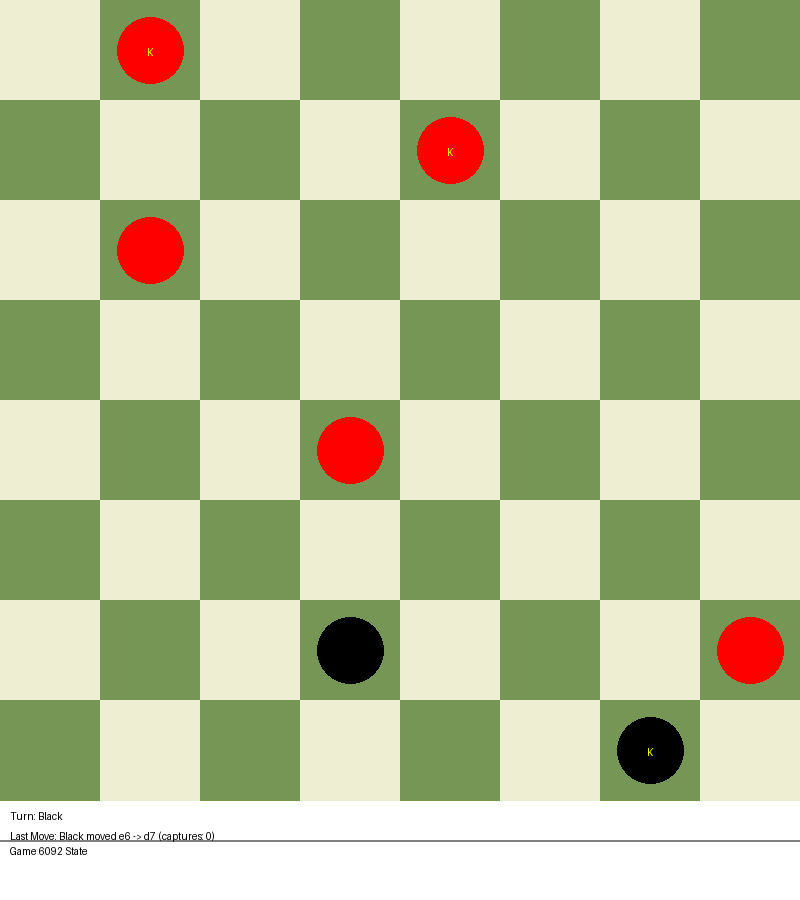 K
K
K
Turn: Black
Last Move: Black moved e6 -> d7 (captures: 0)
Game 6092 State